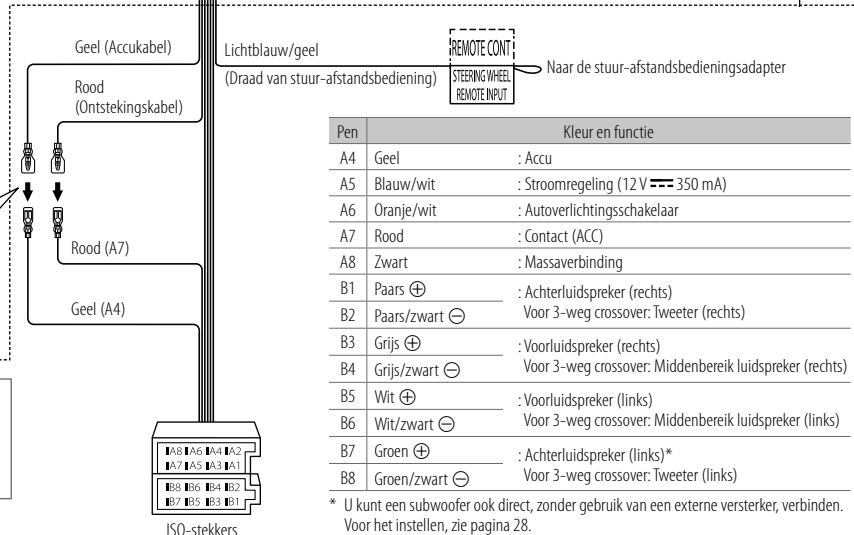 Geel (Accukabel)
Rood
(Ontstekingskabel)
Lichtblauw/geel
(Draad van stuur-afstandsbediening)
REMOTE CONT
STEERING WHEEL
REMOTE INPUT
Naar de stuur-afstandsbedieningsadapter
Rood (A7)
Geel (A4)
A8 A6 A4 A2
A7 A5 A3 A1
B8 B6 B4 B2
B7 B5 B3 B1
ISO-stekkers
Pen Kleur en functie
A4 Geel : Accu
A5 Blauw/wit : Stroomregeling (12 V ⎓ 350 mA)
A6 Oranje/wit : Autoverlichtingsschakelaar
A7 Rood : Contact (ACC)
A8 Zwart : Massaverbinding
B1 Paars ⊕ : Achterluidspreker (rechts)
B2 Paars/zwart ⊖ Voor 3-weg crossover: Tweeter (rechts)
B3 Grijs ⊕ : Voorluidspreker (rechts)
B4 Grijs/zwart ⊖ Voor 3-weg crossover: Middenbereik luidspreker (rechts)
B5 Wit ⊕ : Voorluidspreker (links)
B6 Wit/zwart ⊖ Voor 3-weg crossover: Middenbereik luidspreker (links)
B7 Groen ⊕ : Achterluidspreker (links)*
B8 Groen/zwart ⊖ Voor 3-weg crossover: Tweeter (links)
* U kunt een subwoofer ook direct, zonder gebruik van een externe versterker, verbinden.
Voor het instellen, zie pagina 28.